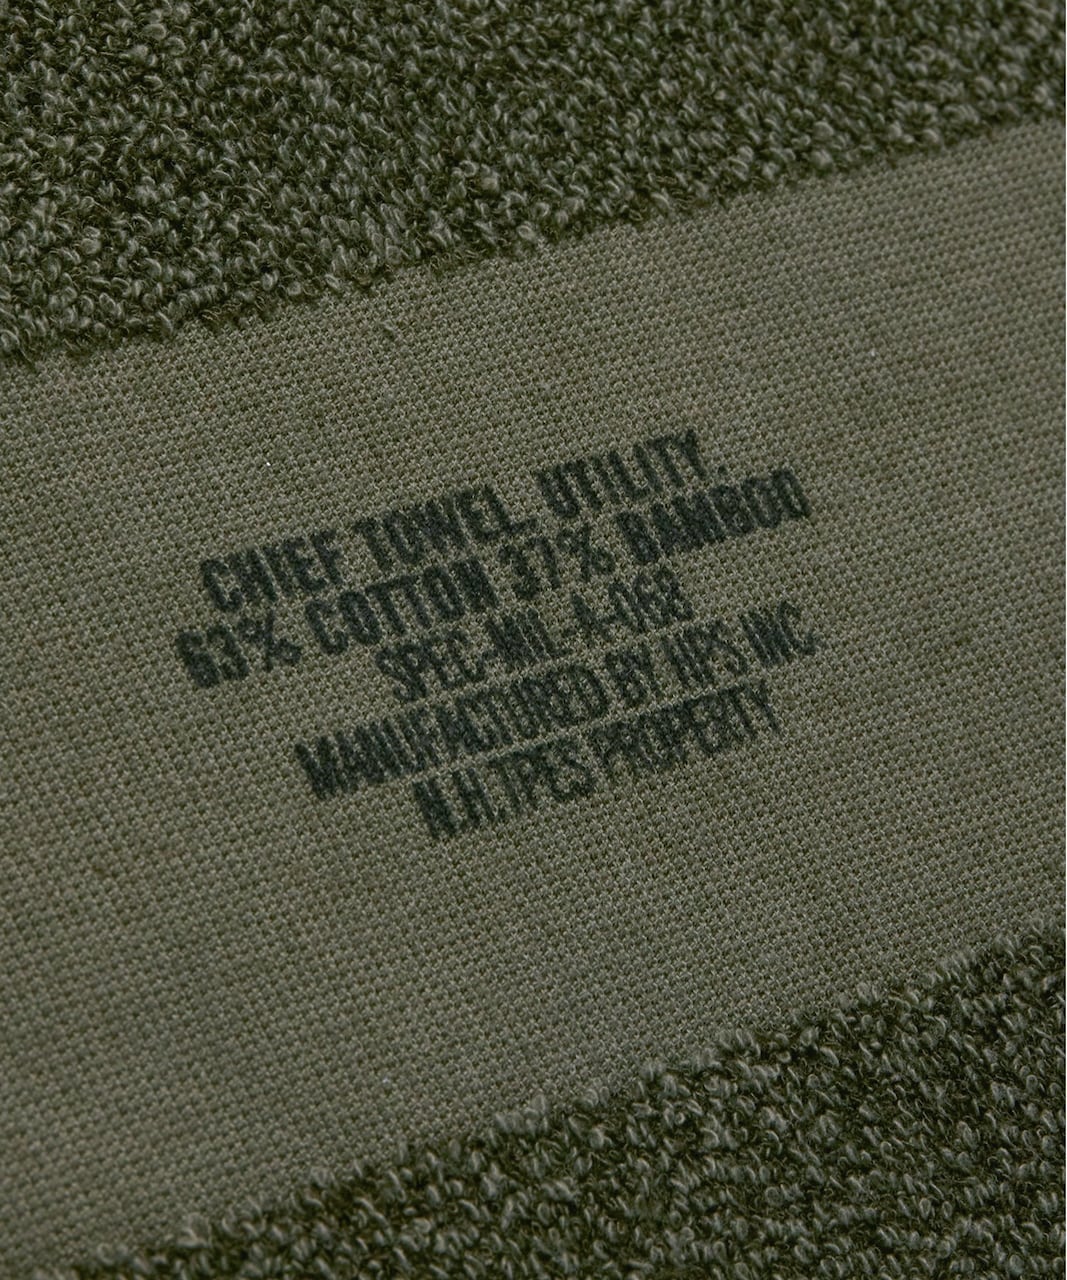 CHIEF TOWEL, UTILITY.
63% COTTON 37% BAMBOO
SPEC-MIL-A-068
MANUFACTURED BY HPS INC.
N.H.TPES PROPERTY